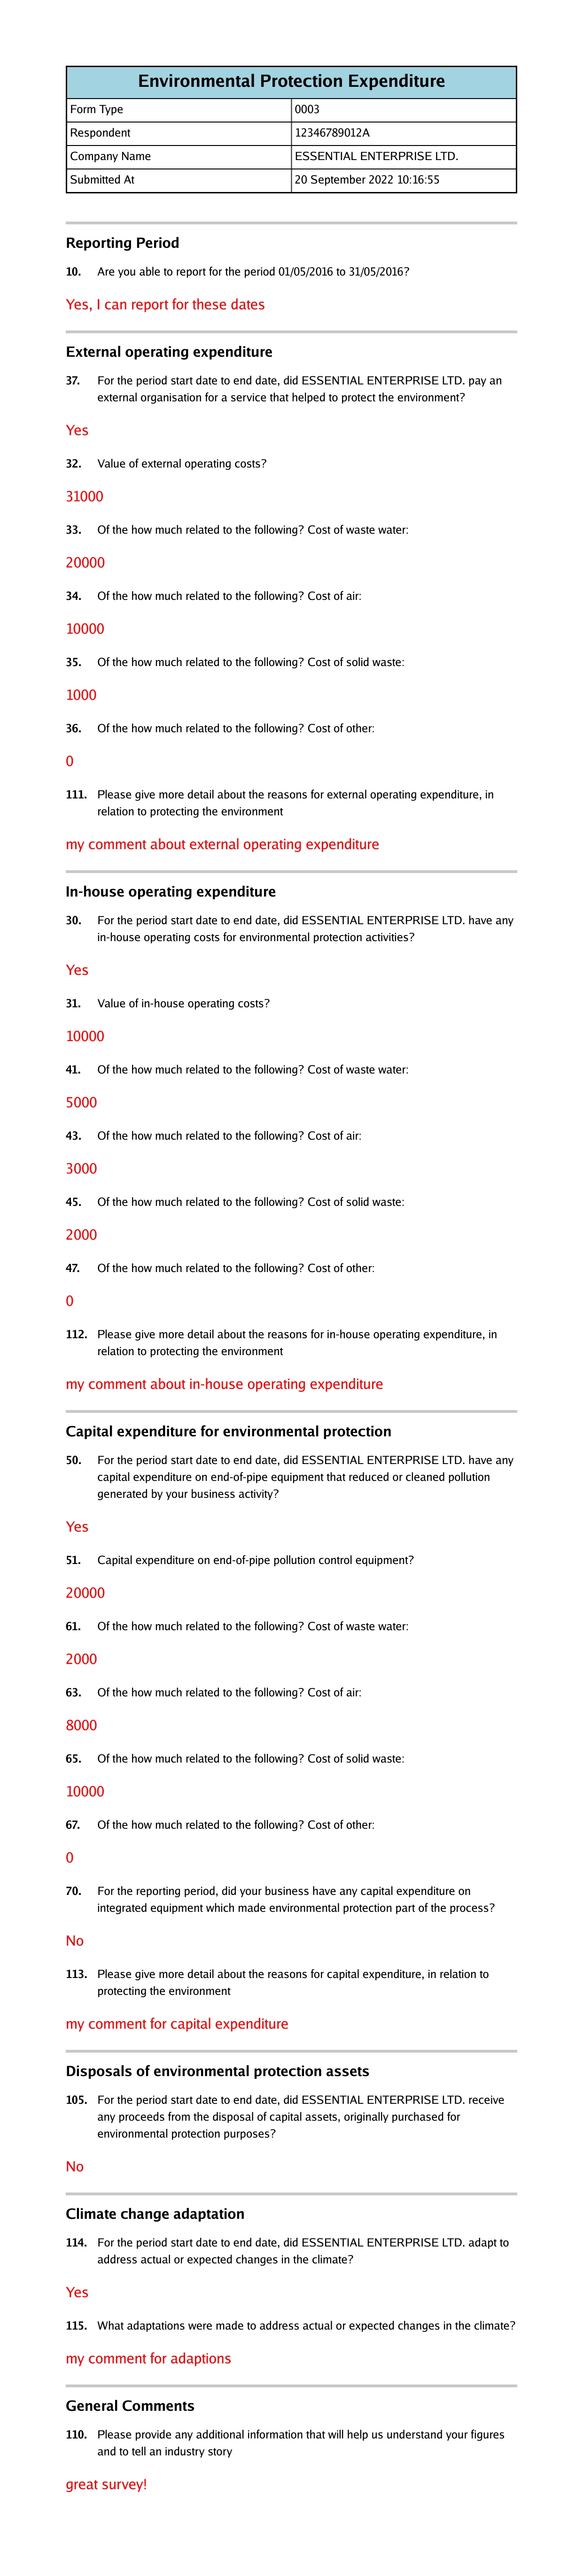 Environmental Protection Expenditure
Form Type 0003
Respondent 12346789012A
Company Name ESSENTIAL ENTERPRISE LTD.
Submitted At 20 September 2022 10:16:55
Reporting Period
10. Are you able to report for the period 01/05/2016 to 31/05/2016?
Yes, I can report for these dates
External operating expenditure
37. For the period start date to end date, did ESSENTIAL ENTERPRISE LTD. pay an
external organisation for a service that helped to protect the environment?
Yes
32. Value of external operating costs?
31000
33. Of the how much related to the following? Cost of waste water:
20000
34. Of the how much related to the following? Cost of air:
10000
35. Of the how much related to the following? Cost of solid waste:
1000
36. Of the how much related to the following? Cost of other:
0
111. Please give more detail about the reasons for external operating expenditure, in
relation to protecting the environment
my comment about external operating expenditure
In-house operating expenditure
30. For the period start date to end date, did ESSENTIAL ENTERPRISE LTD. have any
in-house operating costs for environmental protection activities?
Yes
31. Value of in-house operating costs?
10000
41. Of the how much related to the following? Cost of waste water:
5000
43. Of the how much related to the following? Cost of air:
3000
45. Of the how much related to the following? Cost of solid waste:
2000
47. Of the how much related to the following? Cost of other:
0
112. Please give more detail about the reasons for in-house operating expenditure, in
relation to protecting the environment
my comment about in-house operating expenditure
Capital expenditure for environmental protection
50. For the period start date to end date, did ESSENTIAL ENTERPRISE LTD. have any
capital expenditure on end-of-pipe equipment that reduced or cleaned pollution
generated by your business activity?
Yes
51. Capital expenditure on end-of-pipe pollution control equipment?
20000
61. Of the how much related to the following? Cost of waste water:
2000
63. Of the how much related to the following? Cost of air:
8000
65. Of the how much related to the following? Cost of solid waste:
10000
67. Of the how much related to the following? Cost of other:
0
70. For the reporting period, did your business have any capital expenditure on
integrated equipment which made environmental protection part of the process?
No
113. Please give more detail about the reasons for capital expenditure, in relation to
protecting the environment
my comment for capital expenditure
Disposals of environmental protection assets
105. For the period start date to end date, did ESSENTIAL ENTERPRISE LTD. receive
any proceeds from the disposal of capital assets, originally purchased for
environmental protection purposes?
No
Climate change adaptation
114. For the period start date to end date, did ESSENTIAL ENTERPRISE LTD. adapt to
address actual or expected changes in the climate?
Yes
115. What adaptations were made to address actual or expected changes in the climate?
my comment for adaptions
General Comments
110. Please provide any additional information that will help us understand your figures
and to tell an industry story
great survey!